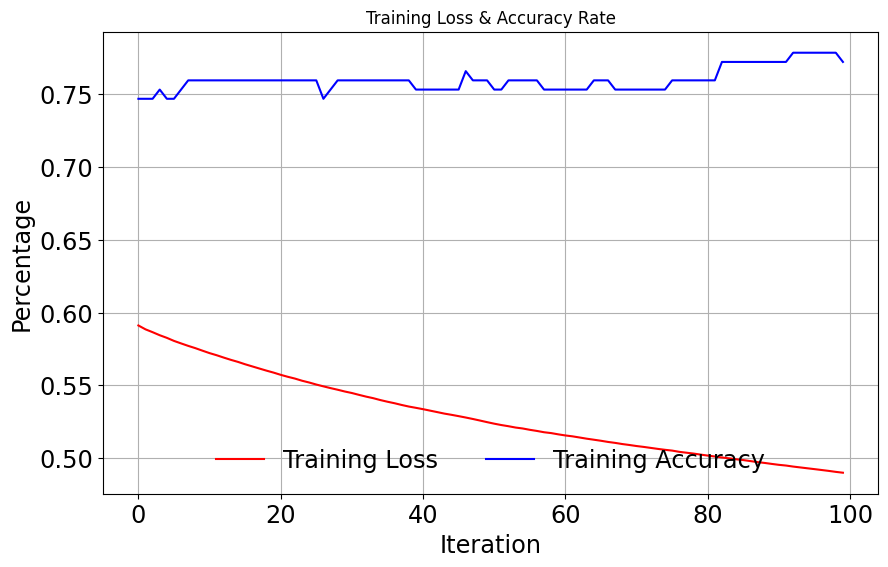 Training Loss & Accuracy Rate
Percentage
0.75
0.70
0.65
0.60
0.55
0.50
Training Loss Training Accuracy
0 20 40 60 80 100
Iteration